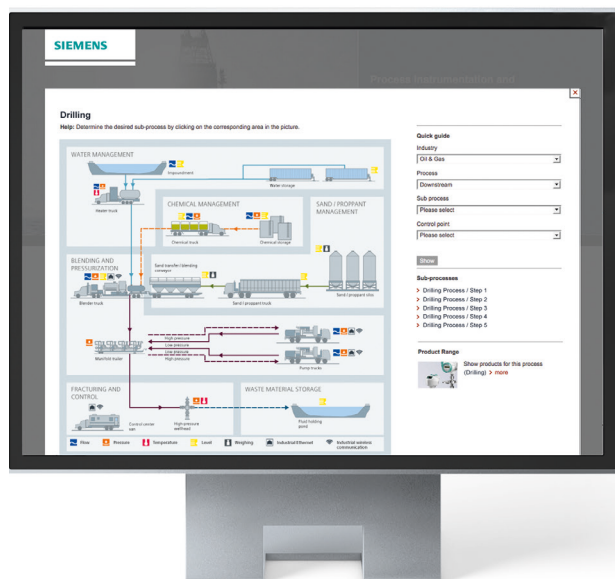 SIEMENS
Process Instrumentation and
Drilling
Help: Determine the desired sub-process by clicking on the corresponding area in the picture.
WATER MANAGEMENT
Impoundment
Water storage
Heater truck
CHEMICAL MANAGEMENT
Chemical truck
Chemical storage
SAND / PROPPANT
MANAGEMENT
BLENDING AND
PRESSURIZATION
Sand transfer / blending
conveyor
Blender truck
Sand / proppant truck
Sand / proppant silos
High pressure
Low pressure
Low pressure
High pressure
Manifold trailer
Pump trucks
FRACTURING AND
CONTROL
Control center
van
High-pressure
wellhead
WASTE MATERIAL STORAGE
Fluid holding
pond
Flow
Pressure
Temperature
Level
Weighing
Industrial Ethernet
Industrial wireless
communication
Quick guide
Industry
Oil & Gas
Process
Downstream
Sub process
Please select
Control point
Please select
Show
Sub-processes
> Drilling Process / Step 1
> Drilling Process / Step 2
> Drilling Process / Step 3
> Drilling Process / Step 4
> Drilling Process / Step 5
Product Range
Show products for this process
(Drilling) > more